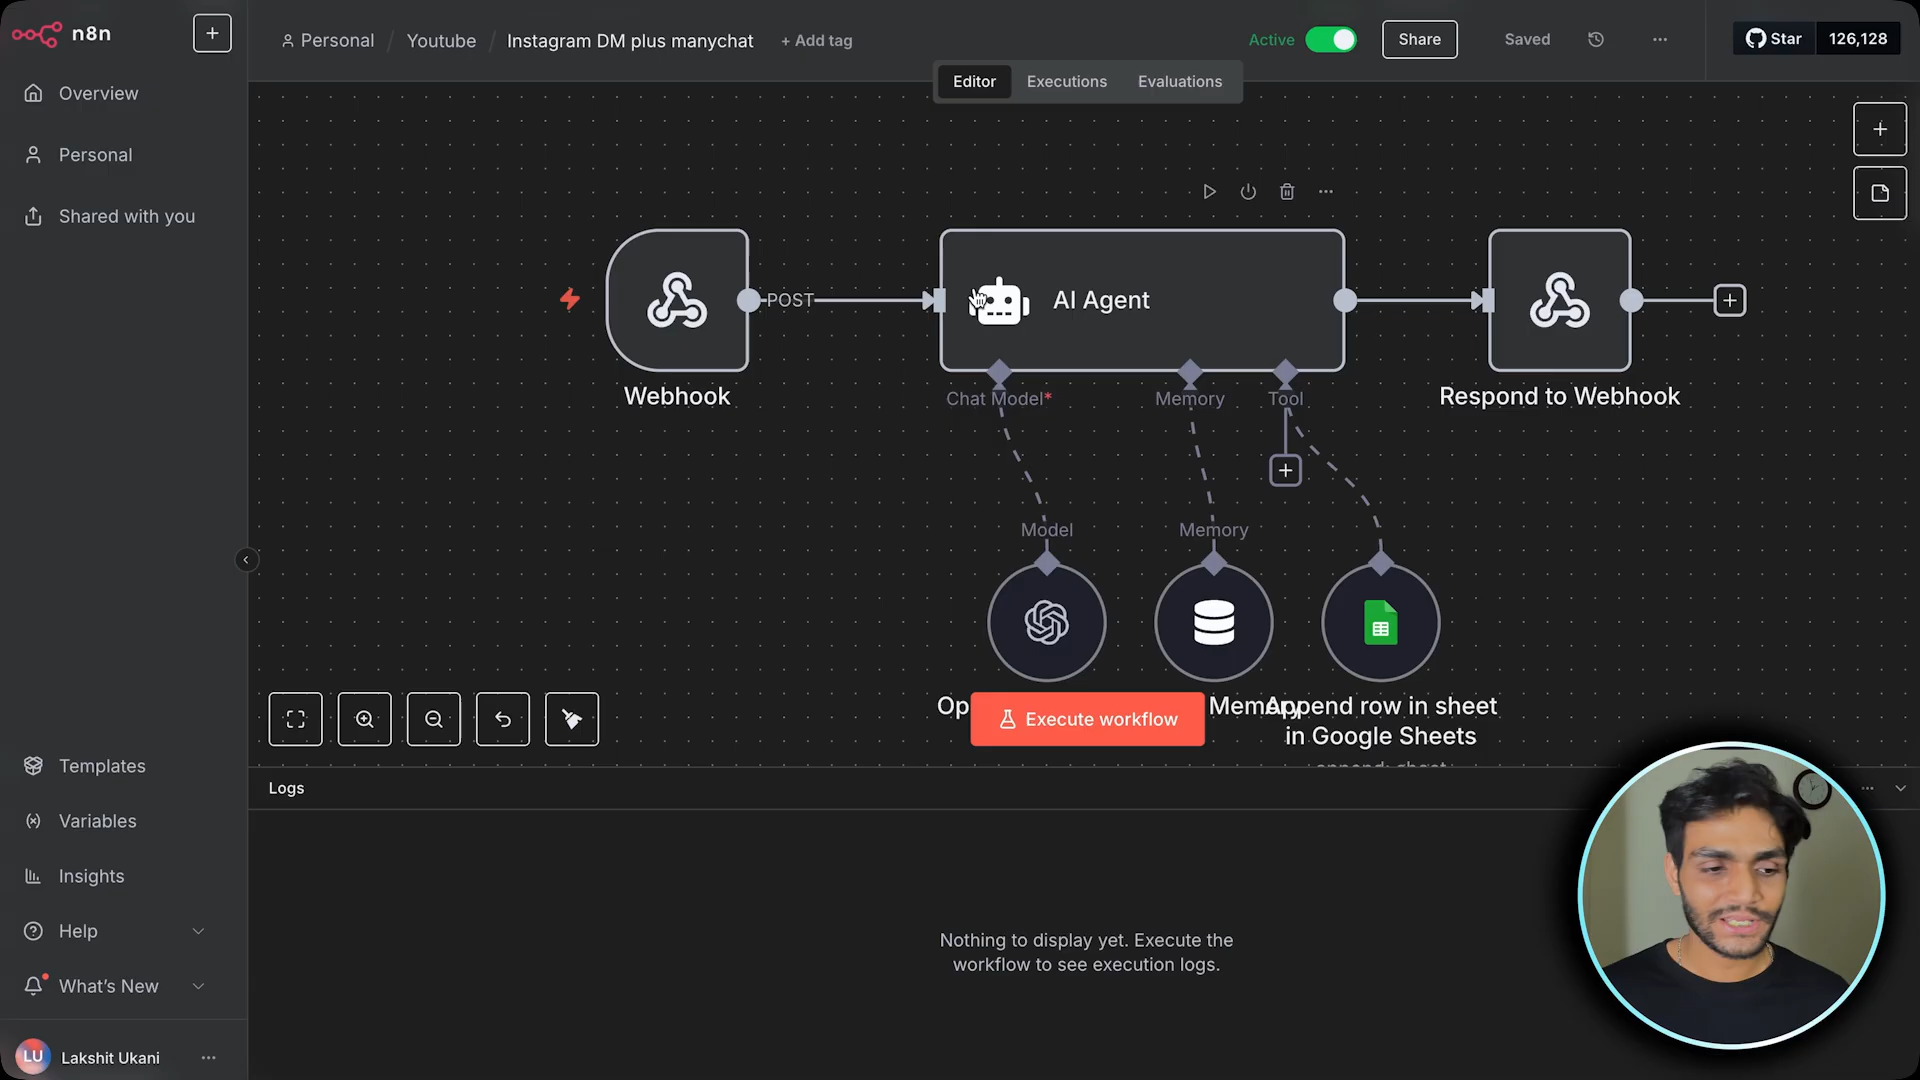 n8n
Personal / Youtube / Instagram DM plus manychat + Add tag
Active
Share
Saved
Star 126,128
Editor Executions Evaluations
Overview
Personal
Shared with you
POST
AI Agent
Webhook
Chat Model*
Memory
Tool
Respond to Webhook
Model
Memory
Op
Execute workflow
Memory
Append row in sheet
in Google Sheets
Logs
Nothing to display yet. Execute the
workflow to see execution logs.
Templates
Variables
Insights
Help
What's New
LU Lakshit Ukani